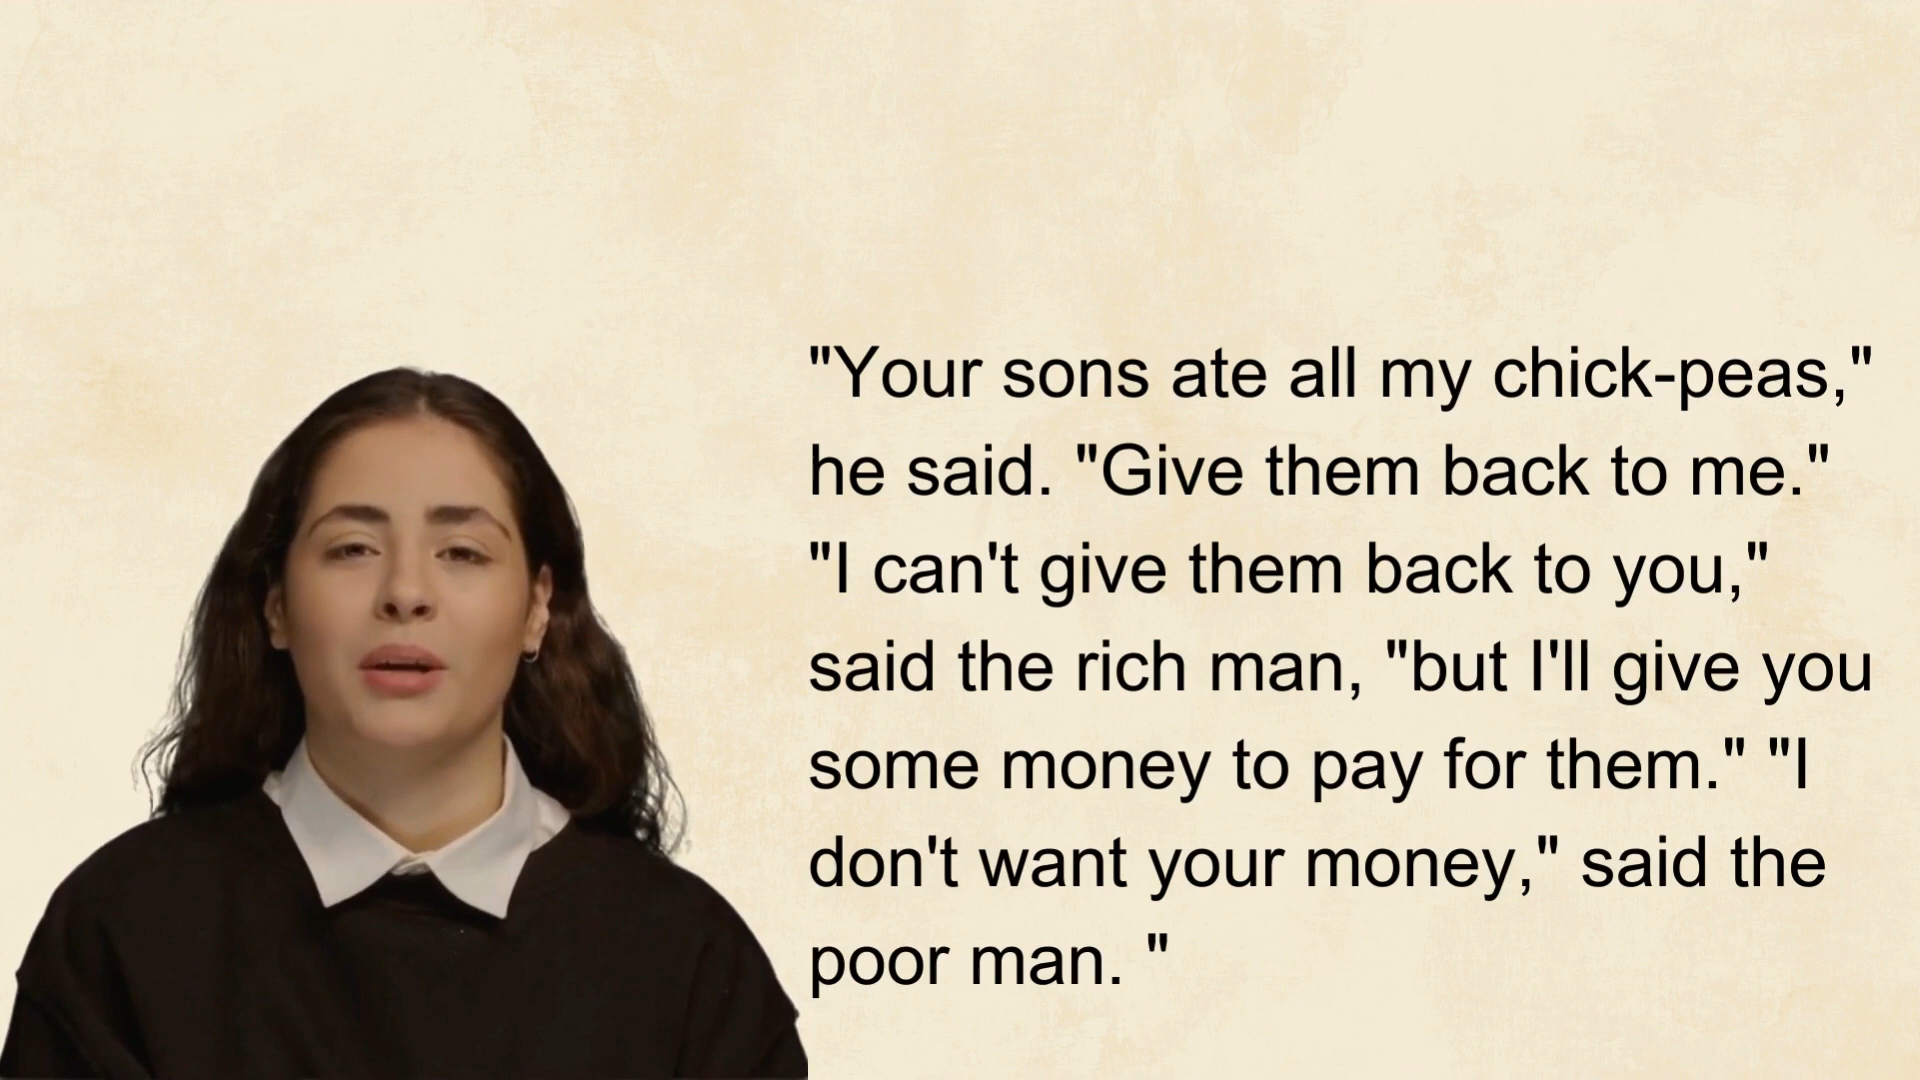 "Your sons ate all my chick-peas,"
he said. "Give them back to me."
"I can't give them back to you,"
said the rich man, "but I'll give you
some money to pay for them." "I
don't want your money," said the
poor man. "